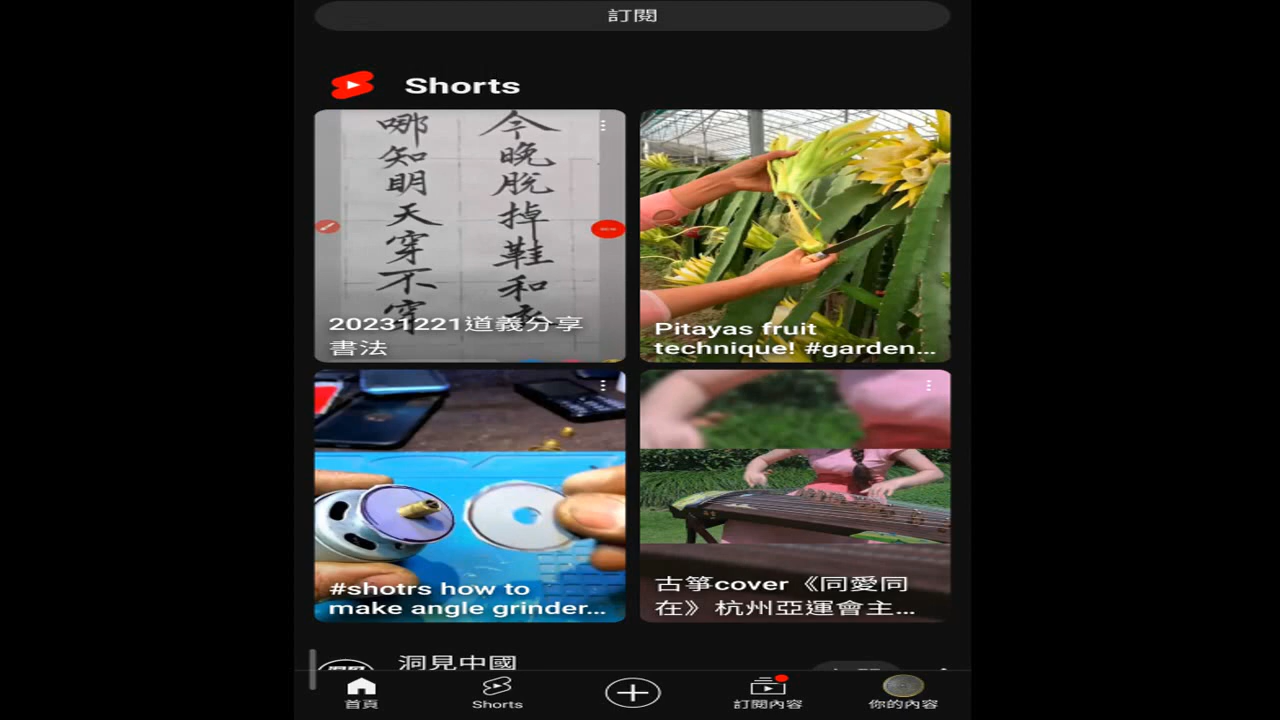 訂閱
Shorts
今晚脫掉鞋和
哪知明天穿不穿
20231221道義分享
書法
Pitayas fruit
technique! #garden...
#shotrs how to
make angle grinder...
古箏cover《同愛同
在》杭州亞運會主...
洞見中國
首頁
Shorts
訂閱內容
你的內容